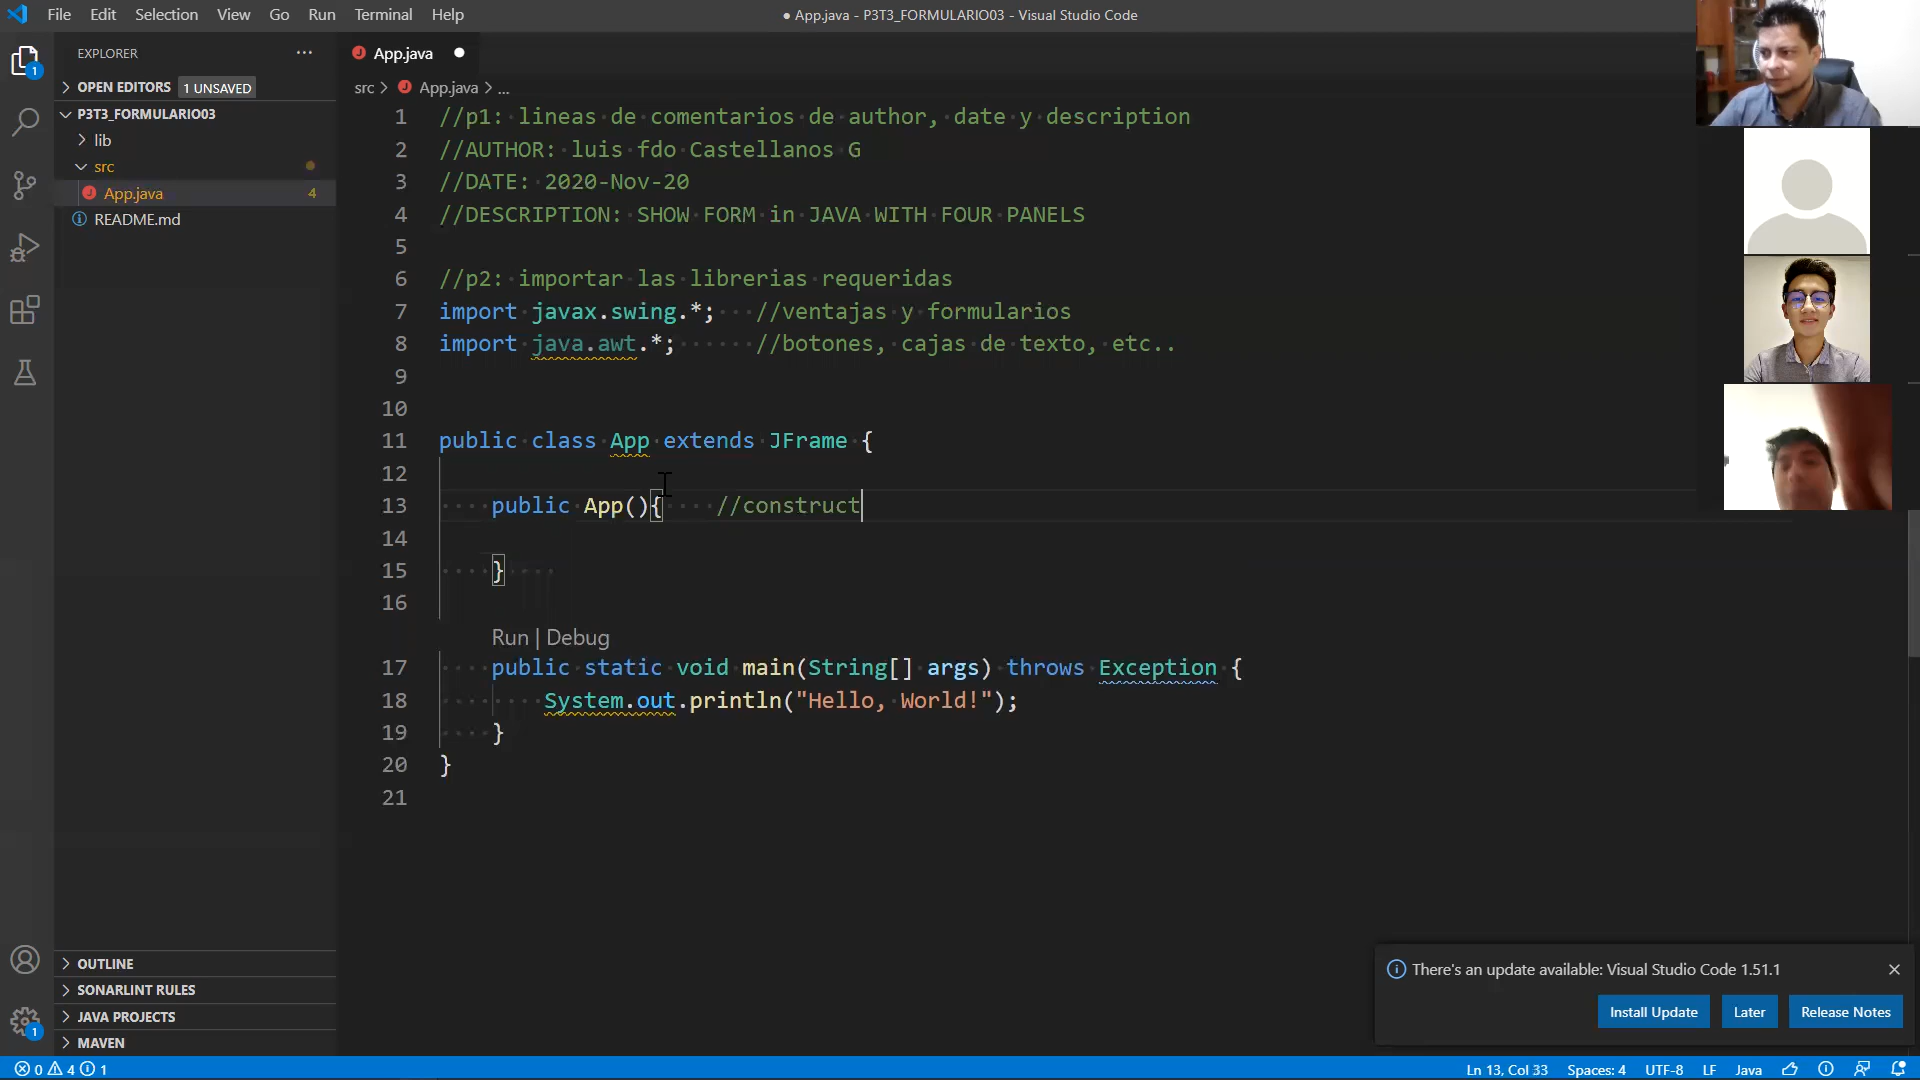 File Edit Selection View Go Run Terminal Help
● App.java - P3T3_FORMULARIO03 - Visual Studio Code
EXPLORER
OPEN EDITORS 1 UNSAVED
P3T3_FORMULARIO03
lib
src
App.java 4
README.md
OUTLINE
SONARLINT RULES
JAVA PROJECTS
MAVEN
1
1
App.java ●
src > App.java > ...
1 //p1: lineas de comentarios de author, date y description
2 //AUTHOR: luis fdo Castellanos G
3 //DATE: 2020-Nov-20
4 //DESCRIPTION: SHOW FORM in JAVA WITH FOUR PANELS
5
6 //p2: importar las librerias requeridas
7 import javax.swing.*; //ventajas y formularios
8 import java.awt.*; //botones, cajas de texto, etc..
9
10
11 public class App extends JFrame {
12
13 public App(){ //construct
14
15 }
16
Run | Debug
17 public static void main(String[] args) throws Exception {
18 System.out.println("Hello, World!");
19 }
20 }
21
There's an update available: Visual Studio Code 1.51.1
Install Update Later Release Notes
0 4 1
Ln 13, Col 33 Spaces: 4 UTF-8 LF Java